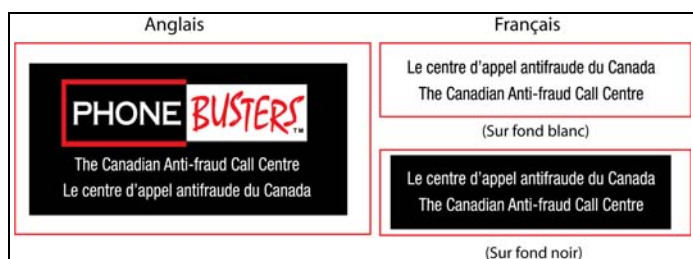 Anglais
PHONE BUSTERS™
The Canadian Anti-fraud Call Centre
Le centre d'appel antifraude du Canada
Français
Le centre d'appel antifraude du Canada
The Canadian Anti-fraud Call Centre
(Sur fond blanc)
Le centre d'appel antifraude du Canada
The Canadian Anti-fraud Call Centre
(Sur fond noir)